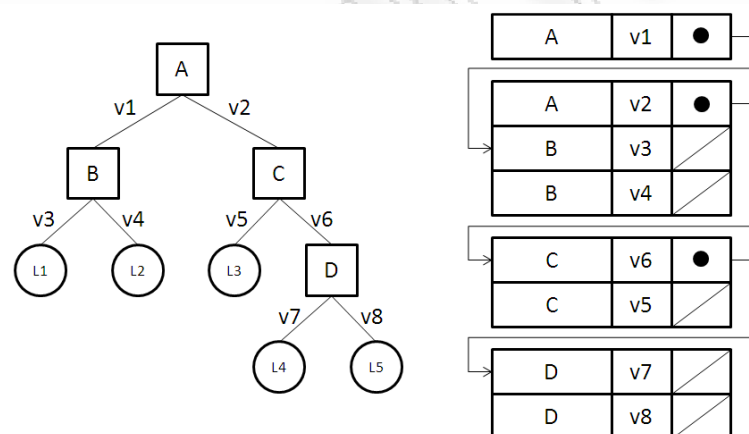 A
v1 v2
B C
v3 v4 v5 v6
L1 L2 L3 D
v7 v8
L4 L5
A v1
A v2
B v3
B v4
C v6
C v5
D v7
D v8